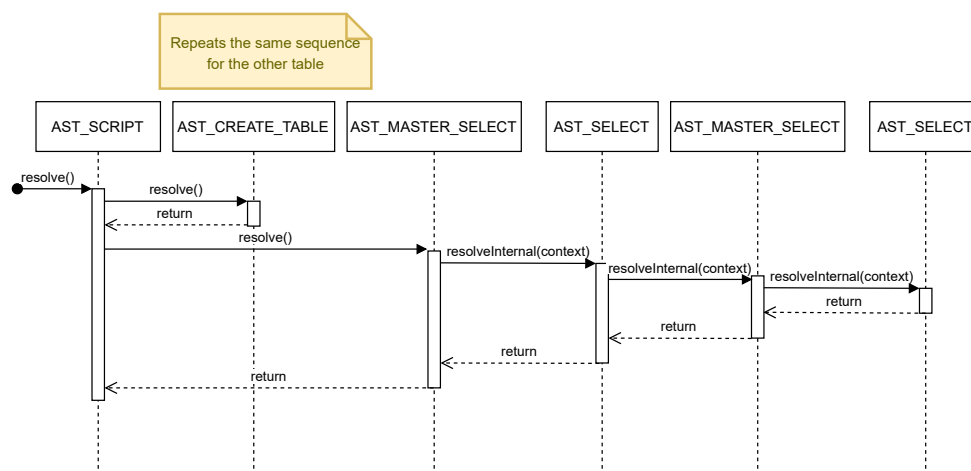 Repeats the same sequence
for the other table
AST_SCRIPT
AST_CREATE_TABLE
AST_MASTER_SELECT
AST_SELECT
AST_MASTER_SELECT
AST_SELECT
resolve()
resolve()
return
resolve()
resolveInternal(context)
resolveInternal(context)
resolveInternal(context)
return
return
return
return